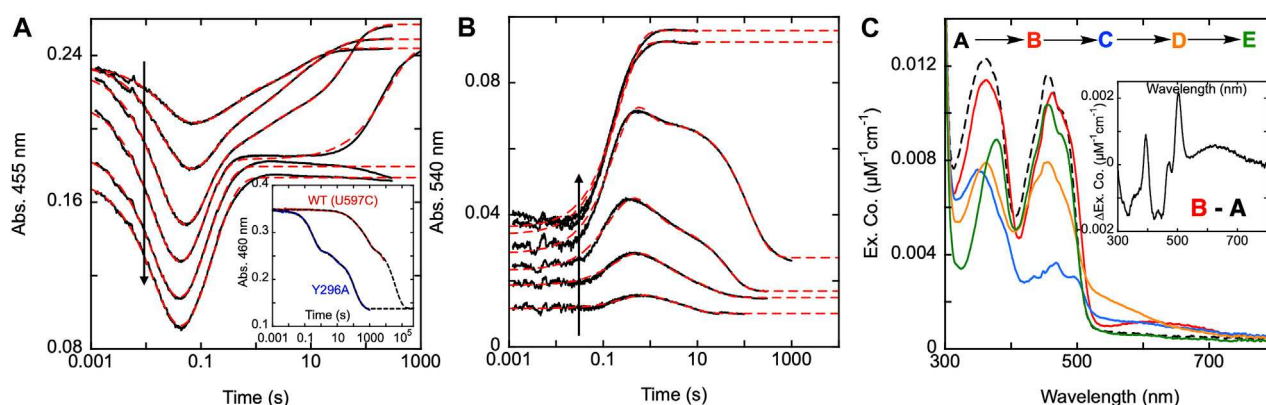 A
Abs. 455 nm
0.24
0.16
0.08
0.001
0.1
10
1000
Time (s)
0.4
0.3
0.2
0.1
Abs. 460 nm
WT (U597C)
Y296A
0.001
0.1
10
10³
10⁵
Time (s)
B
Abs. 540 nm
0.08
0.04
0
0.001
0.1
10
1000
Time (s)
C
Ex. Co. (µM⁻¹cm⁻¹)
0.012
0.008
0.004
0
300
500
700
Wavelength (nm)
A
B
C
D
E
Wavelength (nm)
ΔEx. Co. (µM⁻¹cm⁻¹)
0.002
0
0.002
B - A
300
500
700